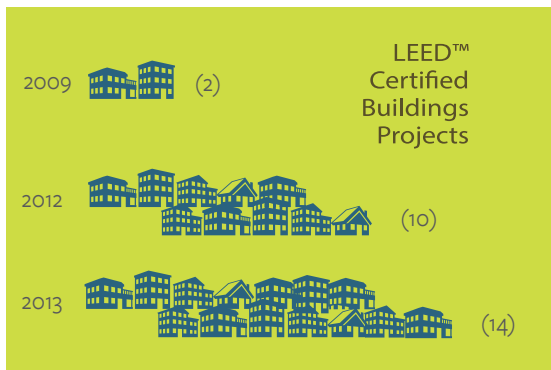 LEED™
Certified
Buildings
Projects
2009 (2)
2012 (10)
2013 (14)